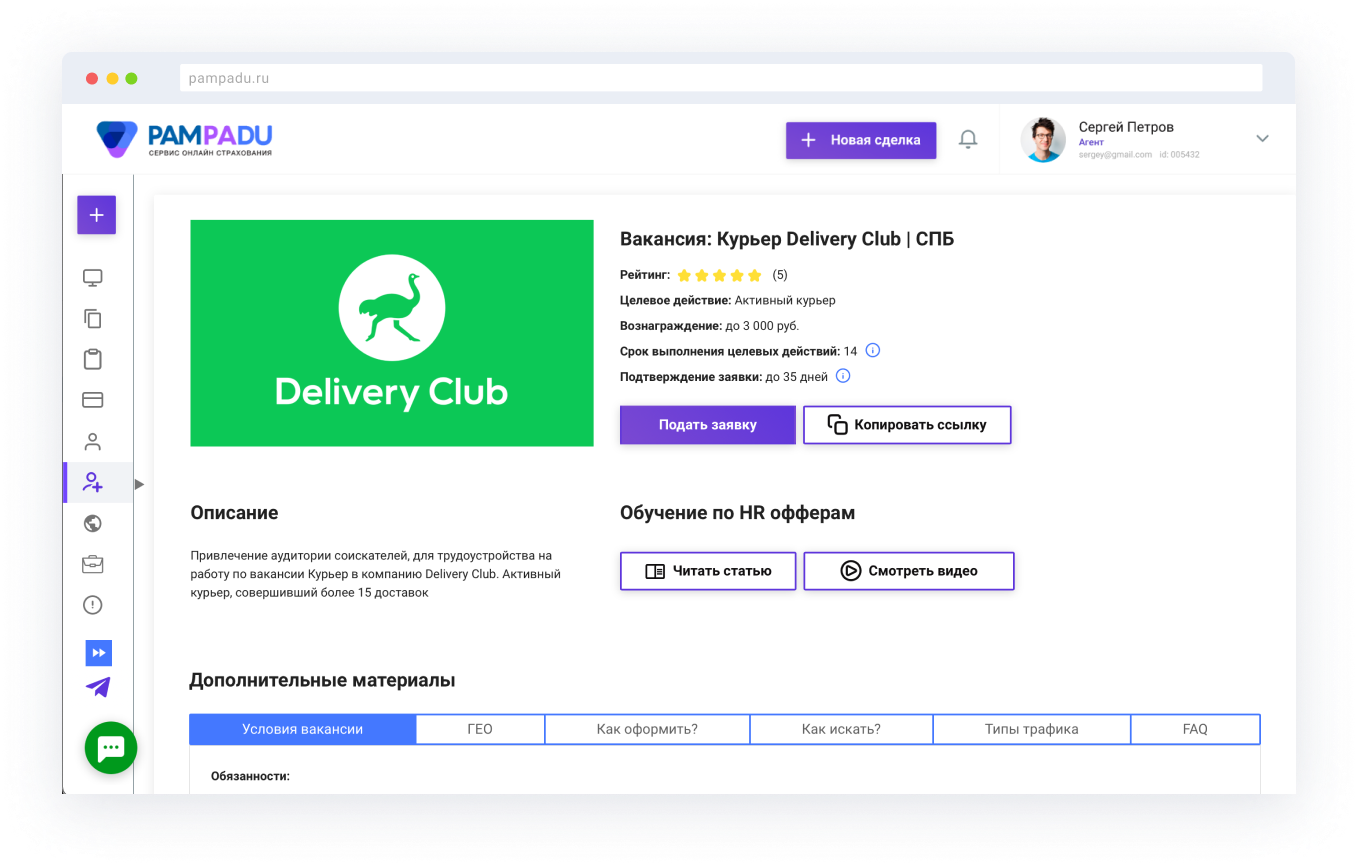 pampadu.ru
PAMPADU
СЕРВИС ОНЛАЙН СТРАХОВАНИЯ
Новая сделка
Сергей Петров
Агент
sergey@gmail.com id: 005432
Delivery Club
Вакансия: Курьер Delivery Club | СПБ
Рейтинг: (5)
Целевое действие: Активный курьер
Вознаграждение: до 3 000 руб.
Срок выполнения целевых действий: 14
Подтверждение заявки: до 35 дней
Подать заявку
Копировать ссылку
Описание
Привлечение аудитории соискателей, для трудоустройства на
работу по вакансии Курьер в компанию Delivery Club. Активный
курьер, совершивший более 15 доставок
Обучение по HR офферам
Читать статью
Смотреть видео
Дополнительные материалы
Условия вакансии
ГЕО
Как оформить?
Как искать?
Типы трафика
FAQ
Обязанности: